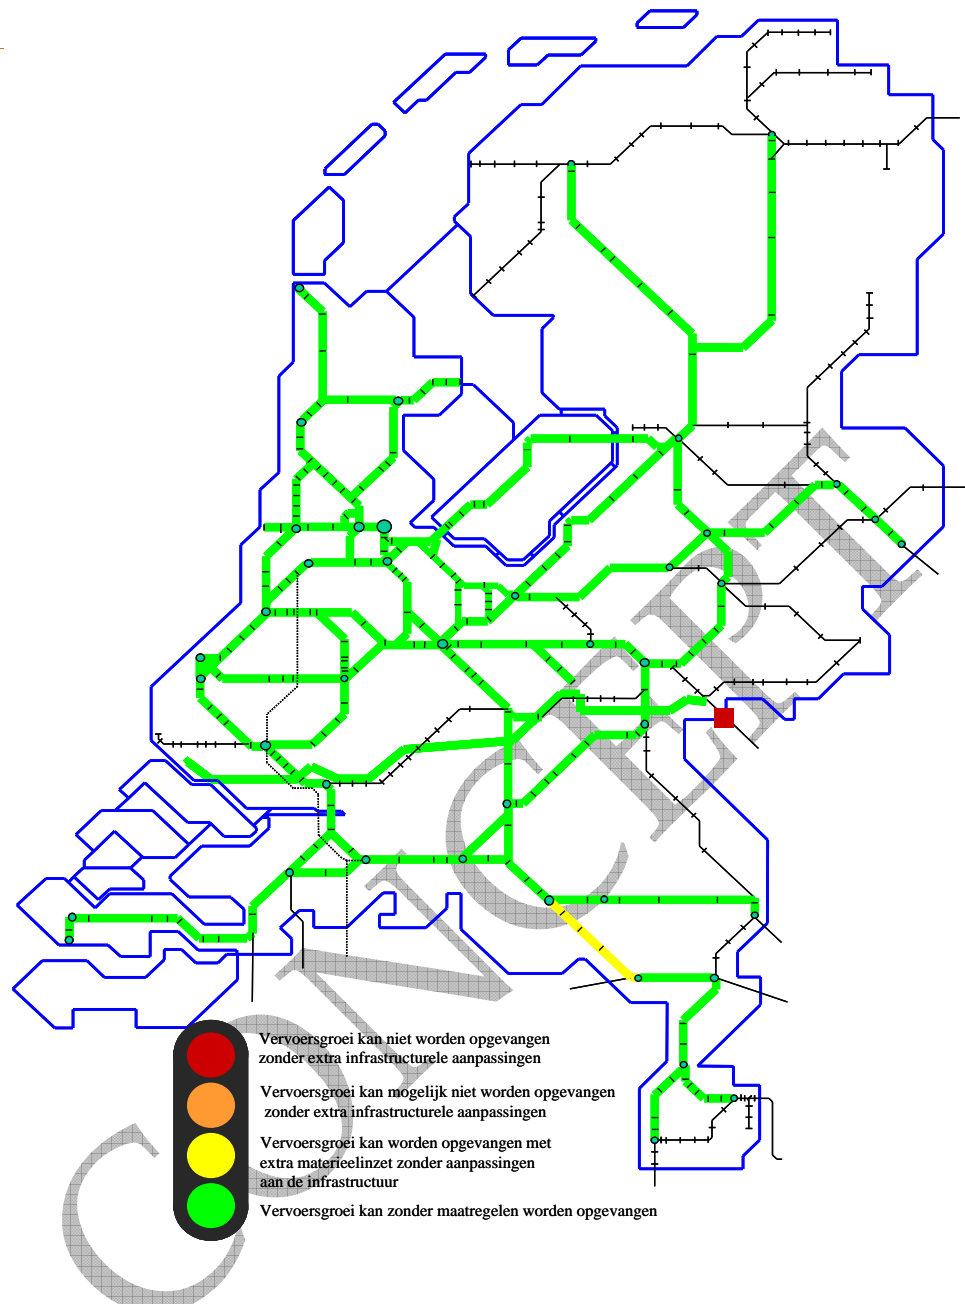 CONCEPT
Vervoersgroei kan niet worden opgevangen
zonder extra infrastructurele aanpassingen
Vervoersgroei kan mogelijk niet worden opgevangen
zonder extra infrastructurele aanpassingen
Vervoersgroei kan worden opgevangen met
extra materieelinzet zonder aanpassingen
aan de infrastructuur
Vervoersgroei kan zonder maatregelen worden opgevangen